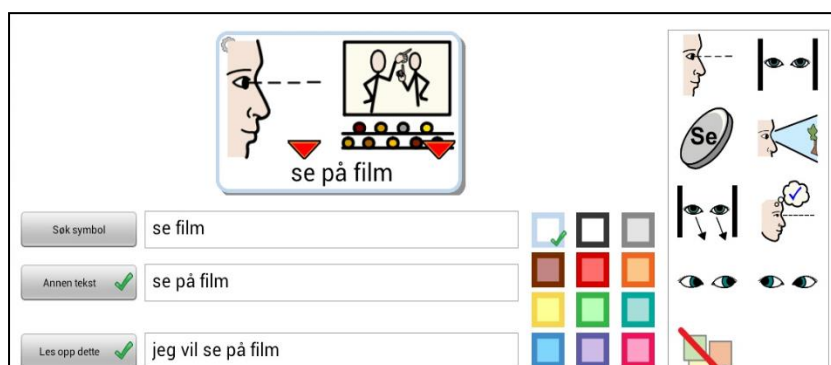 se på film
Se
Søk symbol
se film
Annen tekst
se på film
Les opp dette
jeg vil se på film